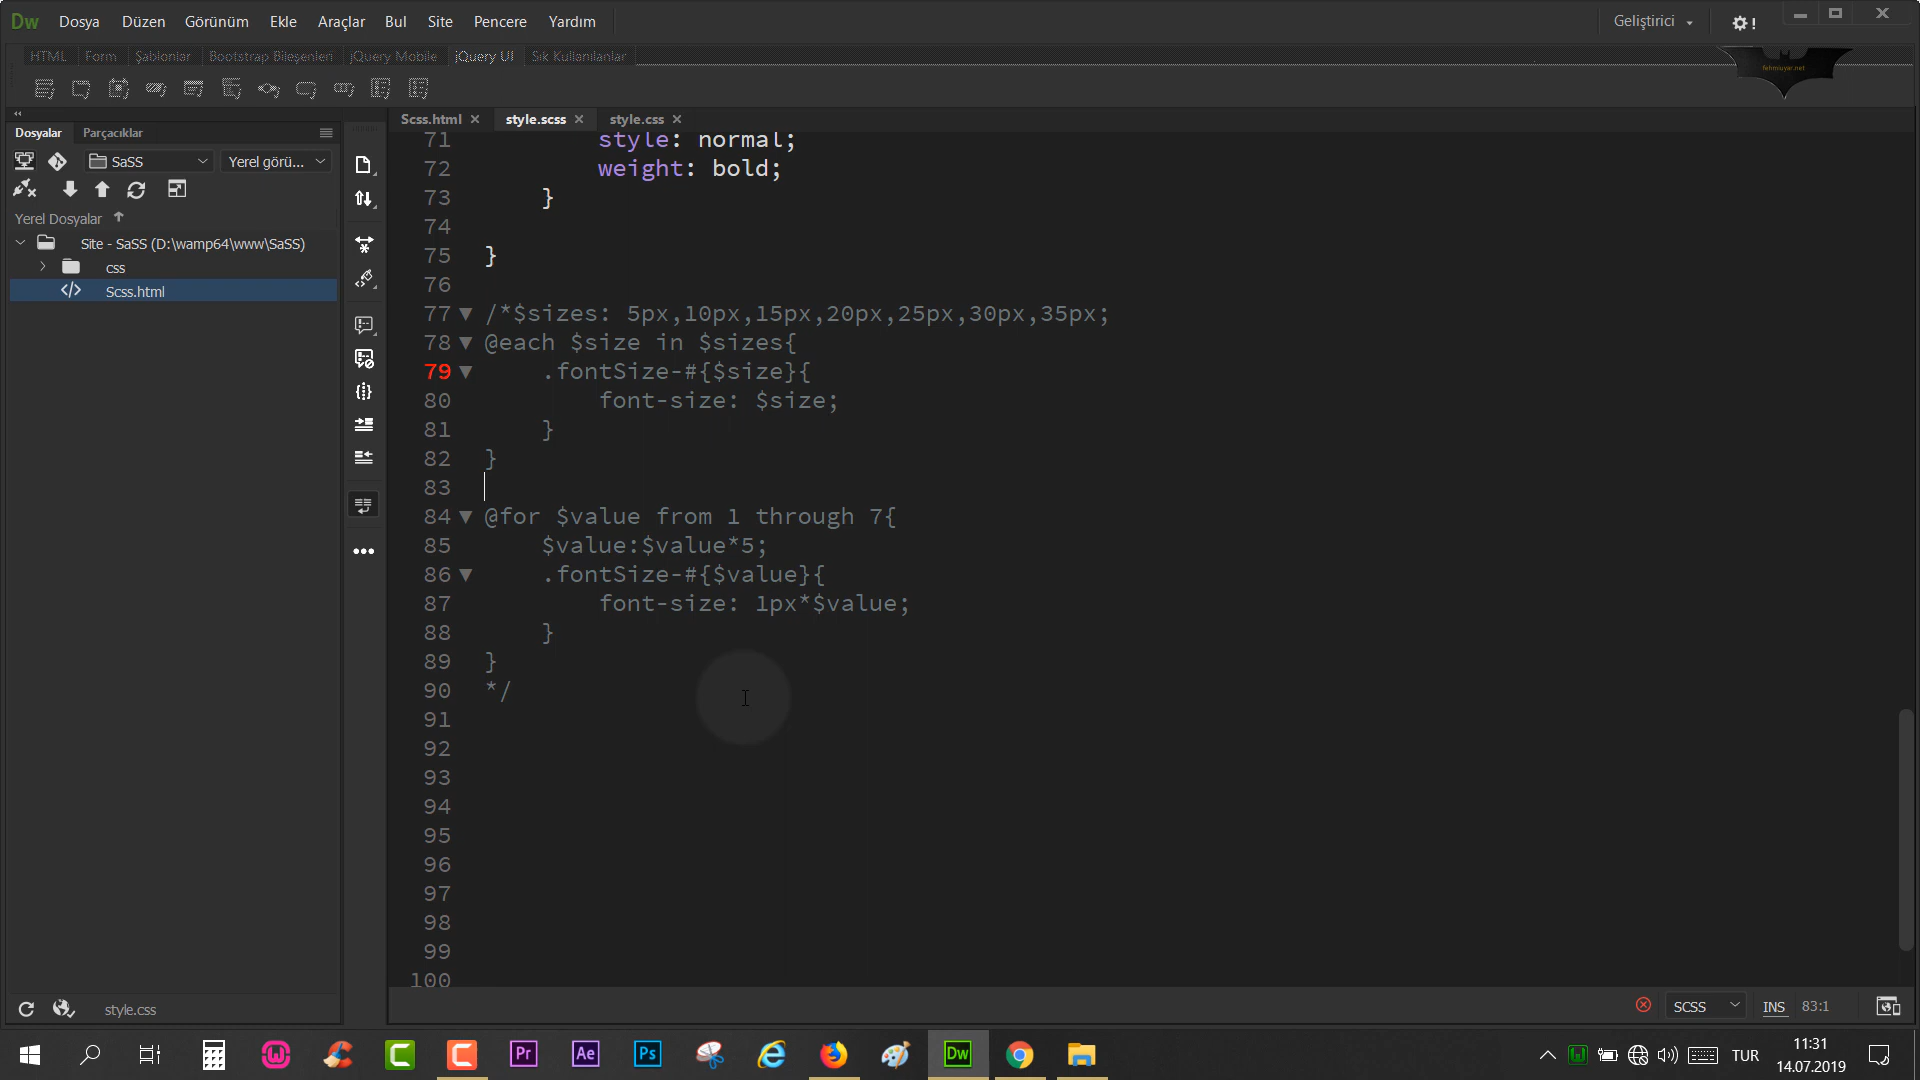 Dw Dosya Düzen Görünüm Ekle Araçlar Bul Site Pencere Yardım Geliştirici !
HTML Form Şablonlar Bootstrap Bileşenleri jQuery Mobile jQuery UI Sık Kullanılanlar
fehmiuyar.net
Dosyalar Parçacıklar
SaSS Yerel görü...
Yerel Dosyalar
Site - SaSS (D:\wamp64\www\SaSS)
css
Scss.html
Scss.html style.scss style.css
71 style: normal;
72 weight: bold;
73 }
74
75 }
76
77 /*$sizes: 5px,10px,15px,20px,25px,30px,35px;
78 @each $size in $sizes{
79 .fontSize-#{$size}{
80 font-size: $size;
81 }
82 }
83
84 @for $value from 1 through 7{
85 $value:$value*5;
86 .fontSize-#{$value}{
87 font-size: 1px*$value;
88 }
89 }
90 */
91
92
93
94
95
96
97
98
99
100
style.css
SCSS INS 83:1
Pr Ae Ps Dw
TUR 11:31
14.07.2019